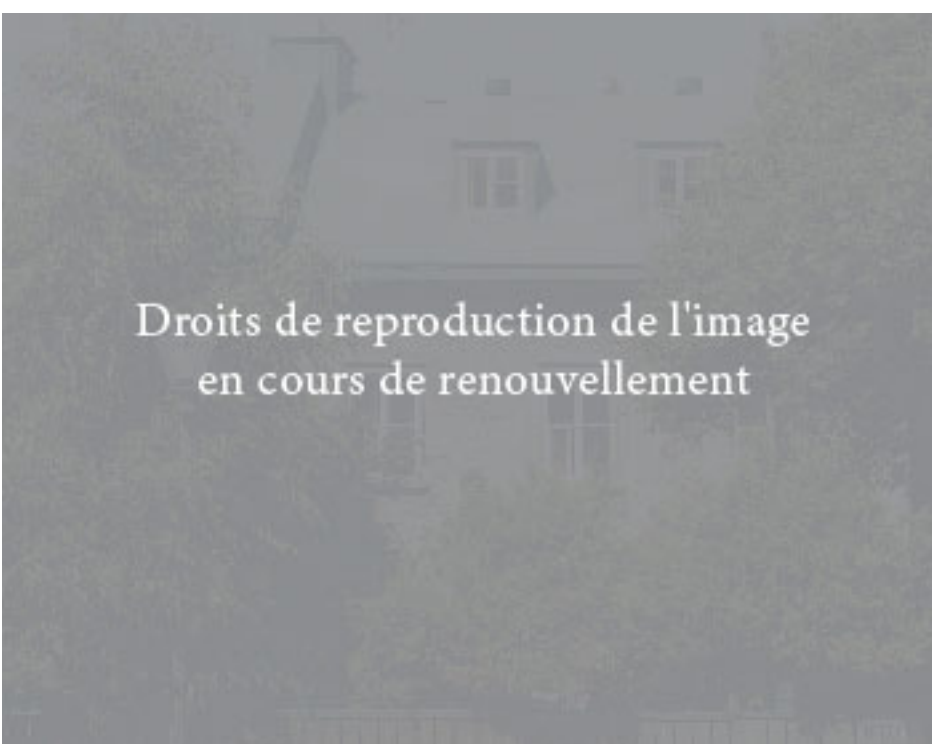 Droits de reproduction de l'image
en cours de renouvellement